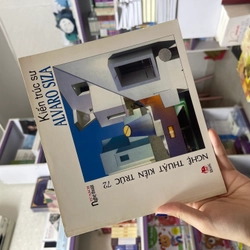 Kiến trúc sư
ALVARO SIZA
NGHỆ THUẬT KIẾN TRÚC 72